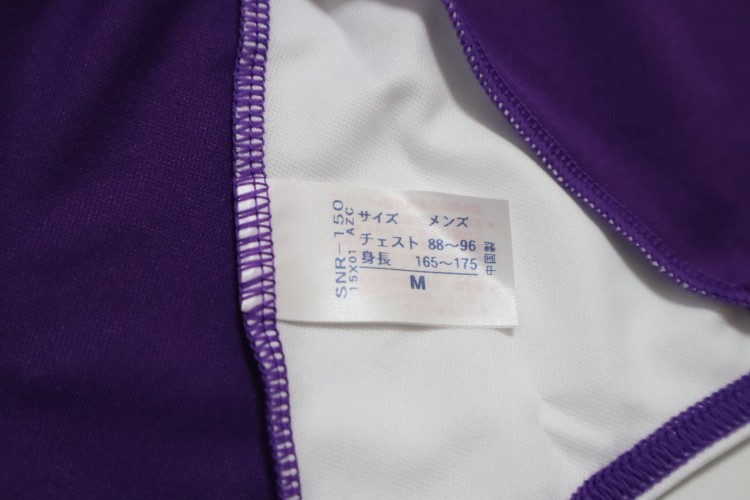 SNR-150
15X01 AZC
サイズ メンズ
チェスト 88~96
身長 165~175
M
中国製